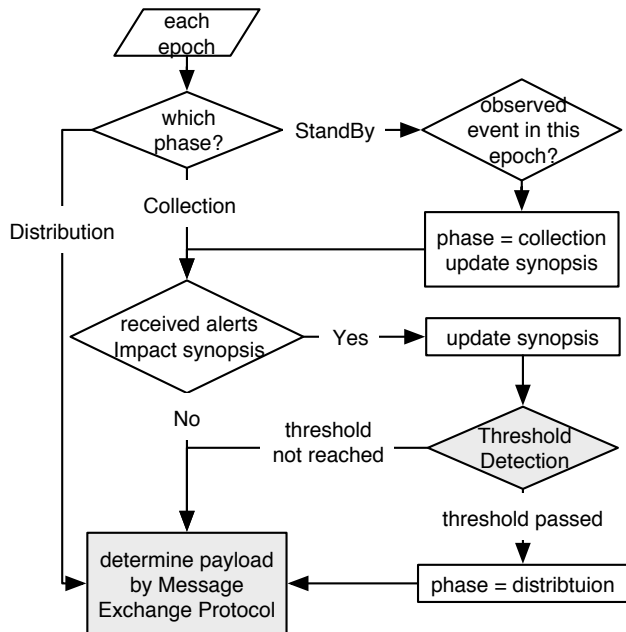 each
epoch
which
phase?
StandBy
observed
event in this
epoch?
Collection
Distribution
phase = collection
update synopsis
received alerts
Impact synopsis
Yes
update synopsis
No
threshold
not reached
Threshold
Detection
threshold passed
determine payload
by Message
Exchange Protocol
phase = distribtuion